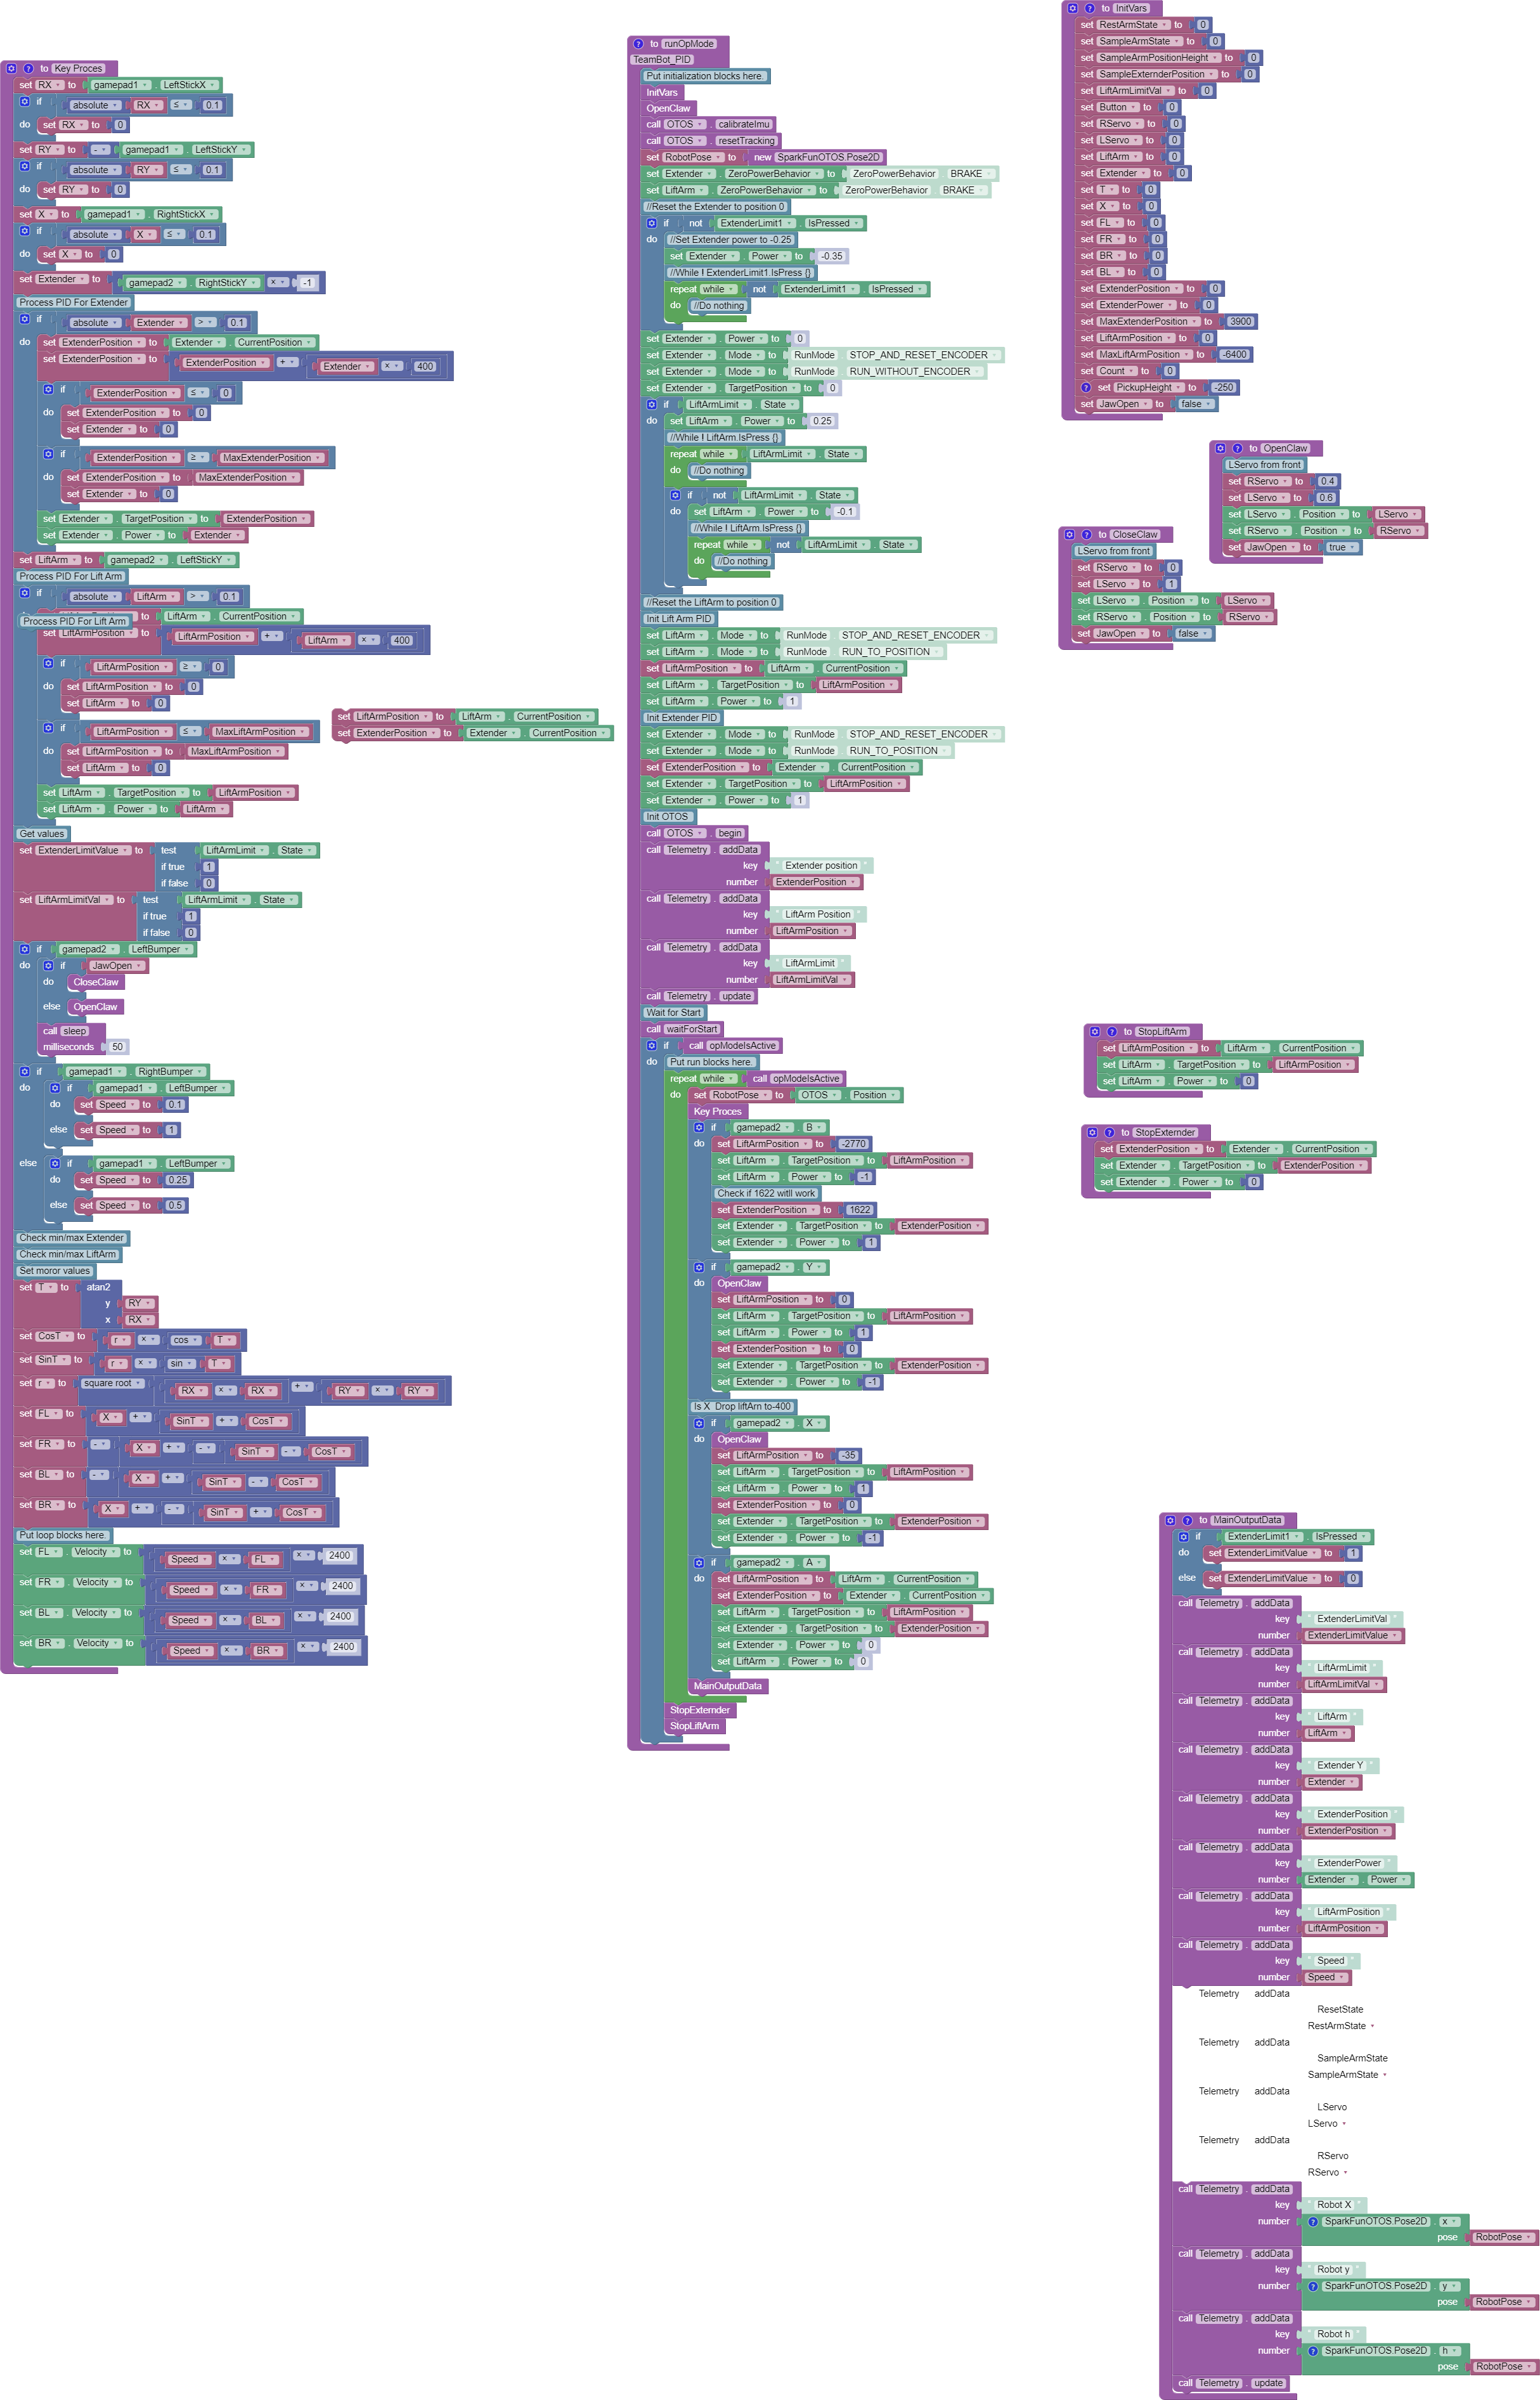 to Key Proces
set RX to gamepad1 . LeftStickX
if absolute RX ≤ 0.1
do set RX to 0
set RY to - gamepad1 . LeftStickY
if absolute RY ≤ 0.1
do set RY to 0
set X to gamepad1 . RightStickX
if absolute X ≤ 0.1
do set X to 0
set Extender to gamepad2 . RightStickY × -1
Process PID For Extender
if absolute Extender > 0.1
do set ExtenderPosition to Extender . CurrentPosition
set ExtenderPosition to ExtenderPosition + Extender × 400
if ExtenderPosition ≤ 0
do set ExtenderPosition to 0
set Extender to 0
if ExtenderPosition ≥ MaxExtenderPosition
do set ExtenderPosition to MaxExtenderPosition
set Extender to 0
set Extender . TargetPosition to ExtenderPosition
set Extender . Power to Extender
set LiftArm to gamepad2 . LeftStickY
Process PID For Lift Arm
if absolute LiftArm > 0.1
to LiftArm . CurrentPosition
Process PID For Lift Arm
set LiftArmPosition to LiftArmPosition + LiftArm × 400
if LiftArmPosition ≥ 0
do set LiftArmPosition to 0
set LiftArm to 0
if LiftArmPosition ≤ MaxLiftArmPosition
do set LiftArmPosition to MaxLiftArmPosition
set LiftArm to 0
set LiftArm . TargetPosition to LiftArmPosition
set LiftArm . Power to LiftArm
Get values
set ExtenderLimitValue to test LiftArmLimit . State
if true 1
if false 0
set LiftArmLimitVal to test LiftArmLimit . State
if true 1
if false 0
if gamepad2 . LeftBumper
do if JawOpen
do CloseClaw
else OpenClaw
call sleep
milliseconds 50
if gamepad1 . RightBumper
do if gamepad1 . LeftBumper
do set Speed to 0.1
else set Speed to 1
else if gamepad1 . LeftBumper
do set Speed to 0.25
else set Speed to 0.5
Check min/max Extender
Check min/max LiftArm
Set moror values
set T to atan2
y RY
x RX
set CosT to r × cos T
set SinT to r × sin T
set r to square root RX × RX + RY × RY
set FL to X + SinT + CosT
set FR to - X + - SinT - CosT
set BL to - X + SinT - CosT
set BR to X + - SinT + CosT
Put loop blocks here.
set FL . Velocity to Speed × FL × 2400
set FR . Velocity to Speed × FR × 2400
set BL . Velocity to Speed × BL × 2400
set BR . Velocity to Speed × BR × 2400
set LiftArmPosition to LiftArm . CurrentPosition
set ExtenderPosition to Extender . CurrentPosition
to runOpMode
TeamBot_PID
Put initialization blocks here.
InitVars
OpenClaw
call OTOS . calibrateImu
call OTOS . resetTracking
set RobotPose to new SparkFunOTOS.Pose2D
set Extender . ZeroPowerBehavior to ZeroPowerBehavior BRAKE
set LiftArm . ZeroPowerBehavior to ZeroPowerBehavior BRAKE
//Reset the Extender to position 0
if not ExtenderLimit1 . IsPressed
do //Set Extender power to -0.25
set Extender . Power to -0.35
//While ! ExtenderLimit1.IsPress {}
repeat while not ExtenderLimit1 . IsPressed
do //Do nothing
set Extender . Power to 0
set Extender . Mode to RunMode STOP_AND_RESET_ENCODER
set Extender . Mode to RunMode RUN_WITHOUT_ENCODER
set Extender . TargetPosition to 0
if LiftArmLimit . State
do set LiftArm . Power to 0.25
//While ! LiftArm.IsPress {}
repeat while LiftArmLimit . State
do //Do nothing
if not LiftArmLimit . State
do set LiftArm . Power to -0.1
//While ! LiftArm.IsPress {}
repeat while not LiftArmLimit . State
do //Do nothing
//Reset the LiftArm to position 0
Init Lift Arm PID
set LiftArm . Mode to RunMode STOP_AND_RESET_ENCODER
set LiftArm . Mode to RunMode RUN_TO_POSITION
set LiftArmPosition to LiftArm . CurrentPosition
set LiftArm . TargetPosition to LiftArmPosition
set LiftArm . Power to 1
Init Extender PID
set Extender . Mode to RunMode STOP_AND_RESET_ENCODER
set Extender . Mode to RunMode RUN_TO_POSITION
set ExtenderPosition to Extender . CurrentPosition
set Extender . TargetPosition to LiftArmPosition
set Extender . Power to 1
Init OTOS
call OTOS . begin
call Telemetry . addData
key " Extender position "
number ExtenderPosition
call Telemetry . addData
key " LiftArm Position "
number LiftArmPosition
call Telemetry . addData
key " LiftArmLimit "
number LiftArmLimitVal
call Telemetry . update
Wait for Start
call waitForStart
if call opModeIsActive
do Put run blocks here.
repeat while call opModeIsActive
do set RobotPose to OTOS . Position
Key Proces
if gamepad2 . B
do set LiftArmPosition to -2770
set LiftArm . TargetPosition to LiftArmPosition
set LiftArm . Power to -1
Check if 1622 witll work
set ExtenderPosition to 1622
set Extender . TargetPosition to ExtenderPosition
set Extender . Power to 1
if gamepad2 . Y
do OpenClaw
set LiftArmPosition to 0
set LiftArm . TargetPosition to LiftArmPosition
set LiftArm . Power to 1
set ExtenderPosition to 0
set Extender . TargetPosition to ExtenderPosition
set Extender . Power to -1
Is X Drop liftArn to-400
if gamepad2 . X
do OpenClaw
set LiftArmPosition to -35
set LiftArm . TargetPosition to LiftArmPosition
set LiftArm . Power to 1
set ExtenderPosition to 0
set Extender . TargetPosition to ExtenderPosition
set Extender . Power to -1
if gamepad2 . A
do set LiftArmPosition to LiftArm . CurrentPosition
set ExtenderPosition to Extender . CurrentPosition
set LiftArm . TargetPosition to LiftArmPosition
set Extender . TargetPosition to ExtenderPosition
set Extender . Power to 0
set LiftArm . Power to 0
MainOutputData
StopExternder
StopLiftArm
to InitVars
set RestArmState to 0
set SampleArmState to 0
set SampleArmPositionHeight to 0
set SampleExternderPosition to 0
set LiftArmLimitVal to 0
set Button to 0
set RServo to 0
set LServo to 0
set LiftArm to 0
set Extender to 0
set T to 0
set X to 0
set FL to 0
set FR to 0
set BR to 0
set BL to 0
set ExtenderPosition to 0
set ExtenderPower to 0
set MaxExtenderPosition to 3900
set LiftArmPosition to 0
set MaxLiftArmPosition to -6400
set Count to 0
set PickupHeight to -250
set JawOpen to false
to OpenClaw
LServo from front
set RServo to 0.4
set LServo to 0.6
set LServo . Position to LServo
set RServo . Position to RServo
set JawOpen to true
to CloseClaw
LServo from front
set RServo to 0
set LServo to 1
set LServo . Position to LServo
set RServo . Position to RServo
set JawOpen to false
to StopLiftArm
set LiftArmPosition to LiftArm . CurrentPosition
set LiftArm . TargetPosition to LiftArmPosition
set LiftArm . Power to 0
to StopExternder
set ExtenderPosition to Extender . CurrentPosition
set Extender . TargetPosition to ExtenderPosition
set Extender . Power to 0
to MainOutputData
if ExtenderLimit1 . IsPressed
do set ExtenderLimitValue to 1
else set ExtenderLimitValue to 0
call Telemetry . addData
key " ExtenderLimitVal "
number ExtenderLimitValue
call Telemetry . addData
key " LiftArmLimit "
number LiftArmLimitVal
call Telemetry . addData
key " LiftArm "
number LiftArm
call Telemetry . addData
key " Extender Y "
number Extender
call Telemetry . addData
key " ExtenderPosition "
number ExtenderPosition
call Telemetry . addData
key " ExtenderPower "
number Extender . Power
call Telemetry . addData
key " LiftArmPosition "
number LiftArmPosition
call Telemetry . addData
key " Speed "
number Speed
Telemetry addData
ResetState
RestArmState
Telemetry addData
SampleArmState
SampleArmState
Telemetry addData
LServo
LServo
Telemetry addData
RServo
RServo
call Telemetry . addData
key " Robot X "
number SparkFunOTOS.Pose2D . x
pose RobotPose
call Telemetry . addData
key " Robot y "
number SparkFunOTOS.Pose2D . y
pose RobotPose
call Telemetry . addData
key " Robot h "
number SparkFunOTOS.Pose2D . h
pose RobotPose
call Telemetry . update